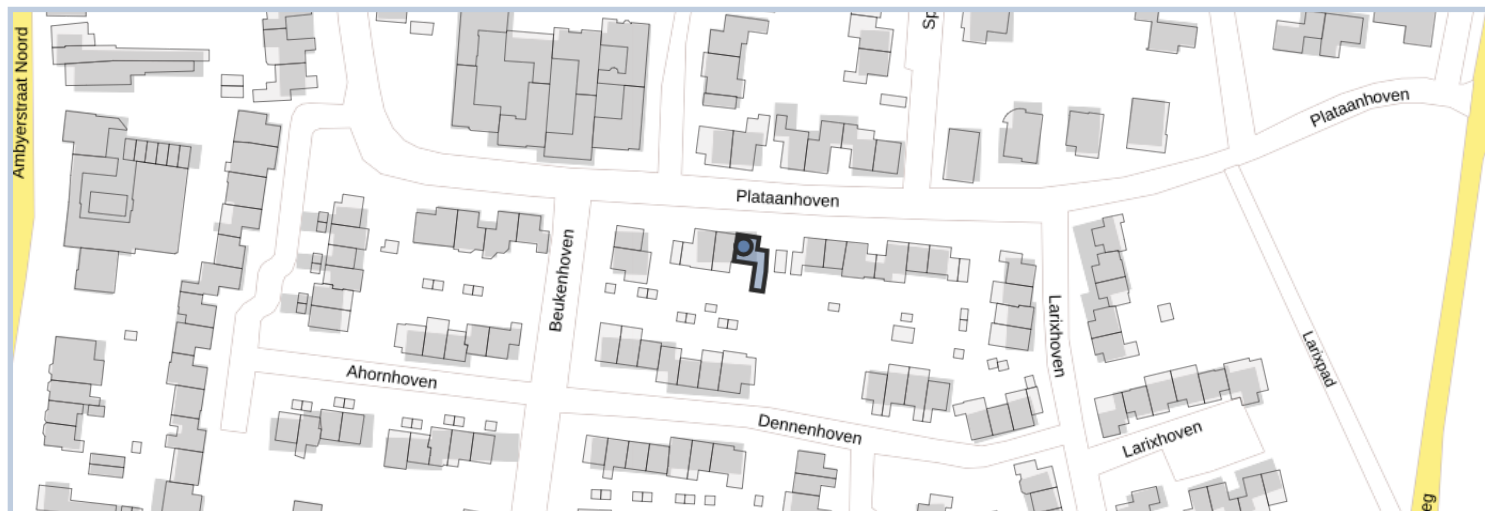 Ambyerstraat Noord
Sp
Plataanhoven
Plataanhoven
Beukenhoven
Larixhoven
Larixpad
Ahornhoven
Dennenhoven
Larixhoven
eg